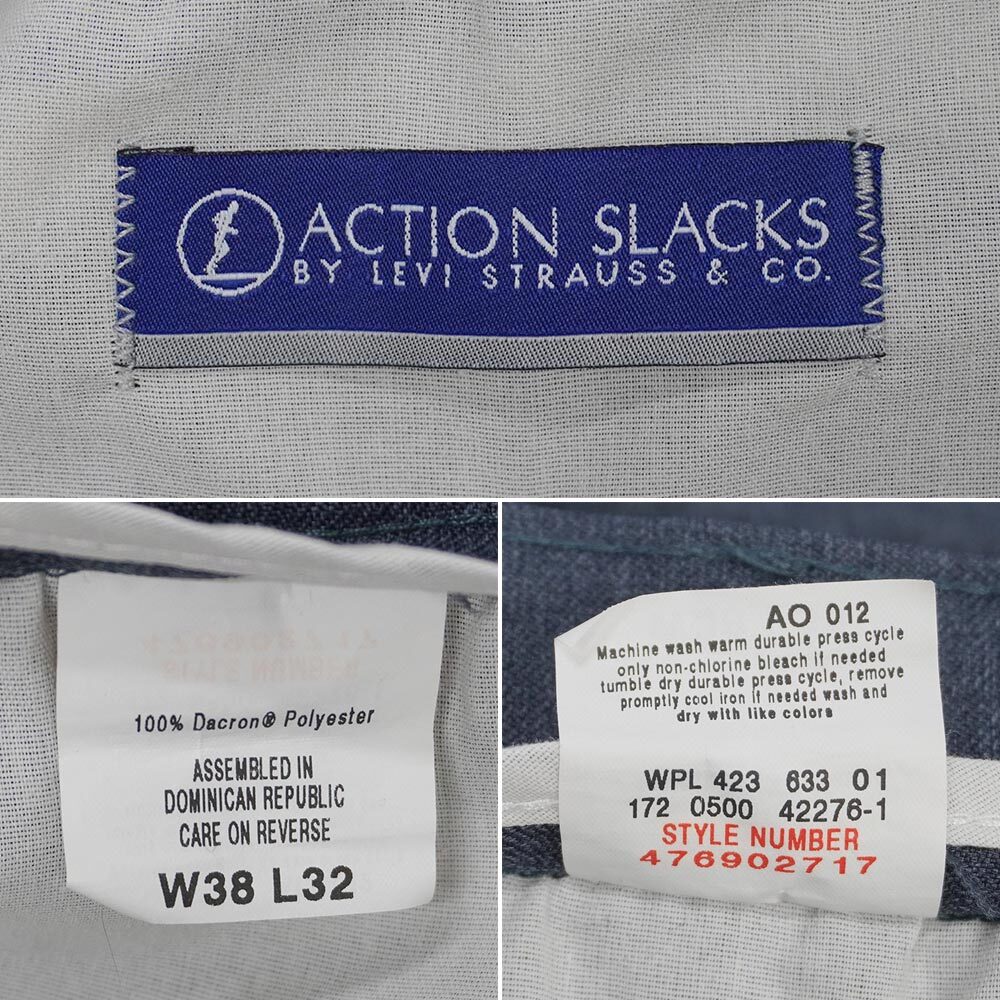 ACTION SLACKS
BY LEVI STRAUSS & CO.
476902717
STYLE NUMBER
100% Dacron® Polyester
ASSEMBLED IN
DOMINICAN REPUBLIC
CARE ON REVERSE
W38 L32
AO 012
Machine wash warm durable press cycle
only non-chlorine bleach if needed
tumble dry durable press cycle, remove
promptly cool iron if needed wash and
dry with like colors
WPL 423 633 01
172 0500 42276-1
STYLE NUMBER
476902717